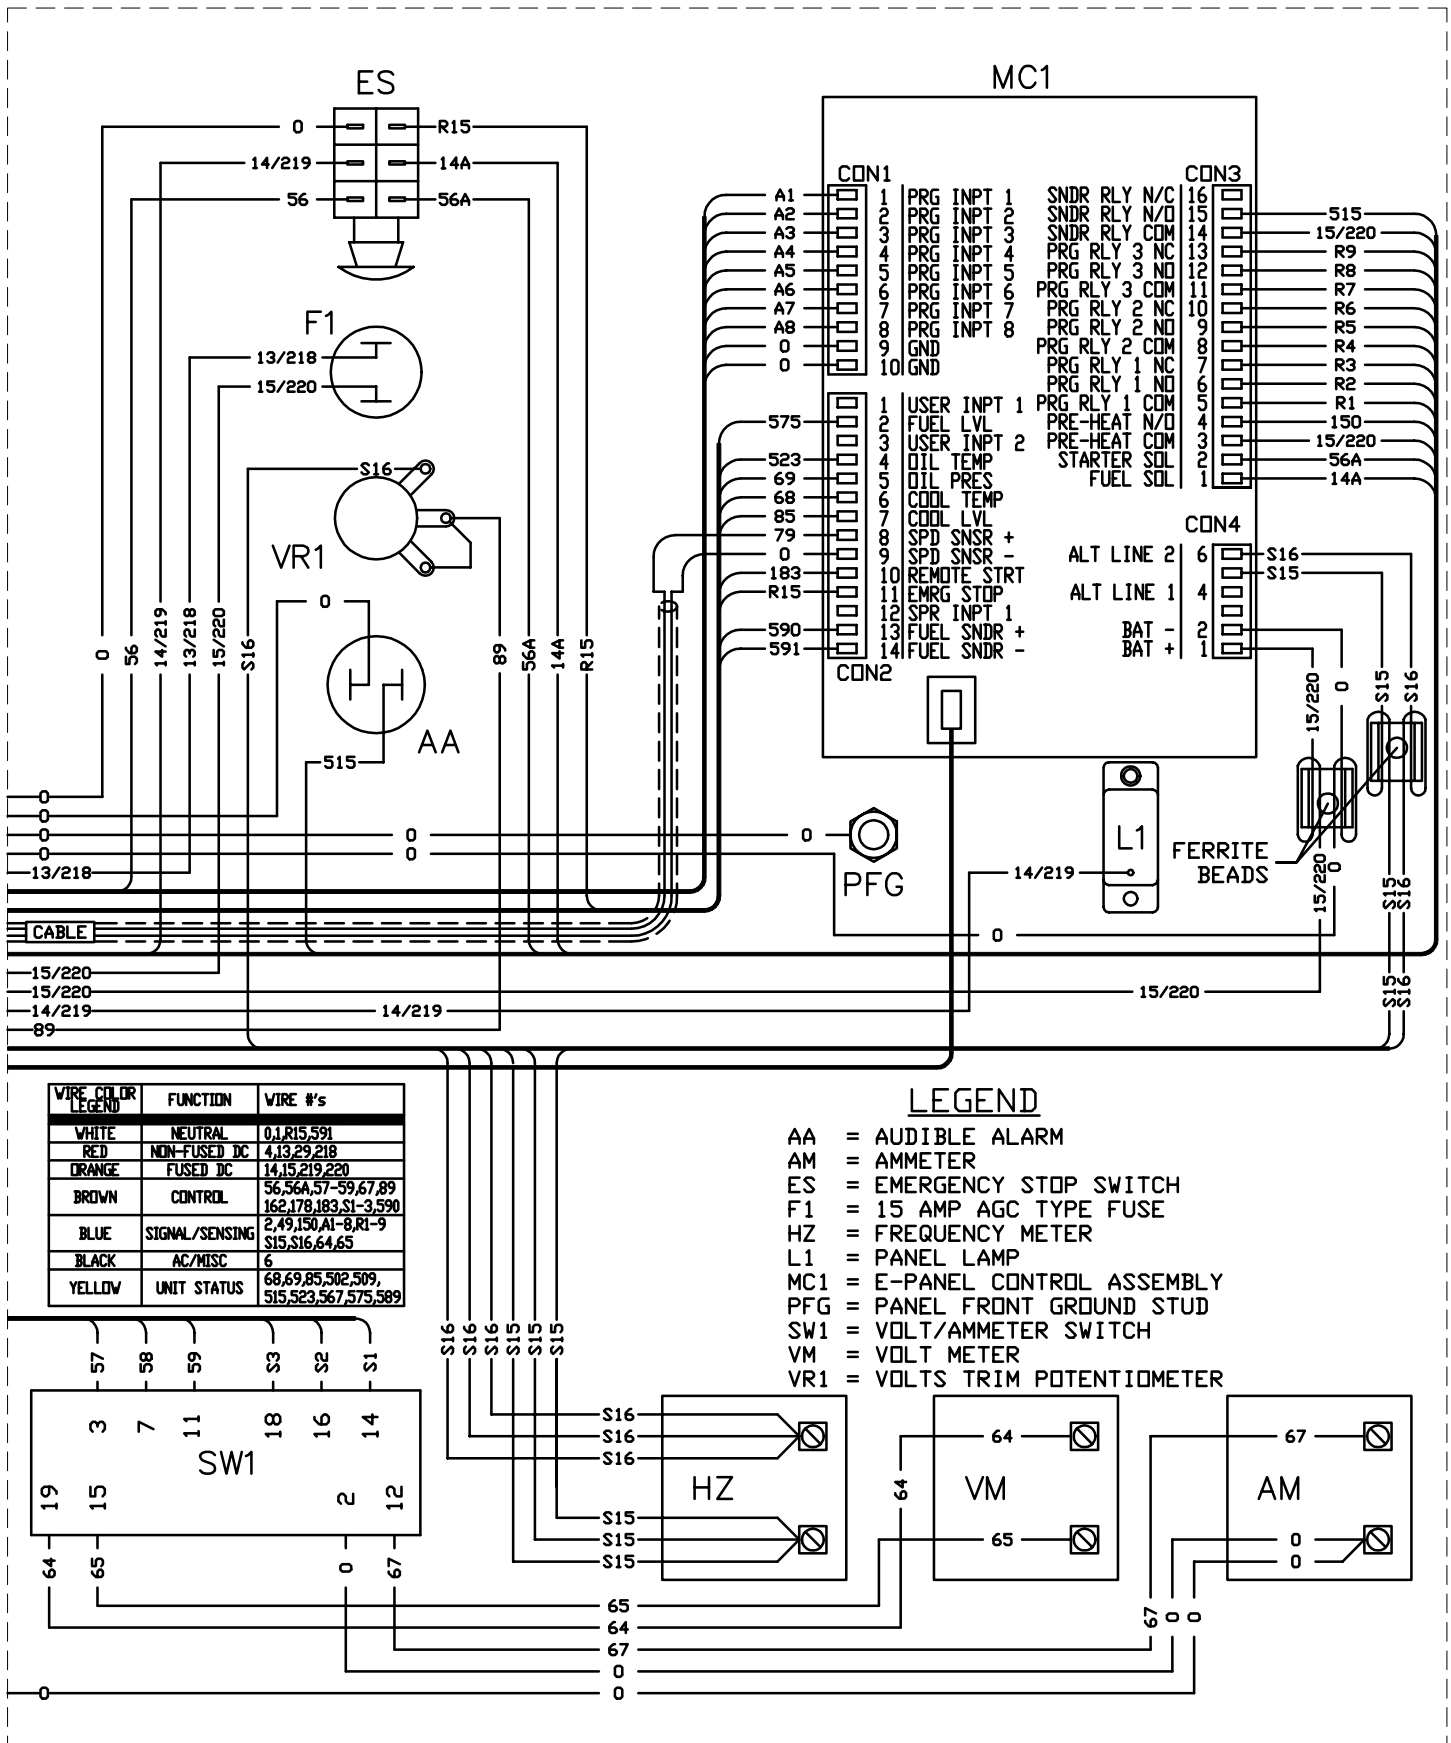 ES
MC1
0
R15
14/219
14A
56
56A
F1
13/218
15/220
S16
VR1
0
AA
515
0
56
14/219
13/218
15/220
S16
89
56A
14A
R15
CON1
A1 1 PRG INPT 1
A2 2 PRG INPT 2
A3 3 PRG INPT 3
A4 4 PRG INPT 4
A5 5 PRG INPT 5
A6 6 PRG INPT 6
A7 7 PRG INPT 7
A8 8 PRG INPT 8
0 9 GND
0 10 GND
1 USER INPT 1
575 2 FUEL LVL
3 USER INPT 2
523 4 OIL TEMP
69 5 OIL PRES
68 6 COOL TEMP
85 7 COOL LVL
79 8 SPD SNSR +
0 9 SPD SNSR -
183 10 REMOTE STRT
R15 11 EMRG STOP
12 SPR INPT 1
590 13 FUEL SNDR +
591 14 FUEL SNDR -
CON2
CON3
SNDR RLY N/C 16
SNDR RLY N/O 15 515
SNDR RLY COM 14 15/220
PRG RLY 3 NC 13 R9
PRG RLY 3 NO 12 R8
PRG RLY 3 COM 11 R7
PRG RLY 2 NC 10 R6
PRG RLY 2 NO 9 R5
PRG RLY 2 COM 8 R4
PRG RLY 1 NC 7 R3
PRG RLY 1 NO 6 R2
PRG RLY 1 COM 5 R1
PRE-HEAT N/O 4 150
PRE-HEAT COM 3 15/220
STARTER SOL 2 56A
FUEL SOL 1 14A
CON4
ALT LINE 2 6 S16
S15
ALT LINE 1 4
BAT - 2
BAT + 1
15/220
0
S15
S16
0
0
0 0 0
0 0
13/218
CABLE
15/220
15/220 15/220
14/219 14/219
89
PFG
L1
14/219
FERRITE
BEADS
15/220
0
S15
S16
0
S15
S16
WIRE COLOR
LEGEND
FUNCTION
WIRE #'s
WHITE NEUTRAL 0,1,R15,591
RED NON-FUSED DC 4,13,29,218
ORANGE FUSED DC 14,15,219,220
BROWN CONTROL 56,56A,57-59,67,89
162,178,183,S1-3,590
BLUE SIGNAL/SENSING 2,49,150,A1-8,R1-9
S15,S16,64,65
BLACK AC/MISC 6
YELLOW UNIT STATUS 68,69,85,502,509,
515,523,567,575,589
LEGEND
AA = AUDIBLE ALARM
AM = AMMETER
ES = EMERGENCY STOP SWITCH
F1 = 15 AMP AGC TYPE FUSE
HZ = FREQUENCY METER
L1 = PANEL LAMP
MC1 = E-PANEL CONTROL ASSEMBLY
PFG = PANEL FRONT GROUND STUD
SW1 = VOLT/AMMETER SWITCH
VM = VOLT METER
VR1 = VOLTS TRIM POTENTIOMETER
S16
S16
S16
S15
S15
S15
57
58
59
S3
S2
S1
3
7
11
18
16
14
SW1
19
15
2
12
64
65
0
67
S16
S16
S16
HZ
S15
S15
S15
64
64
VM
65
67
AM
0
0
67
0
0
65
64
67
0
0 0